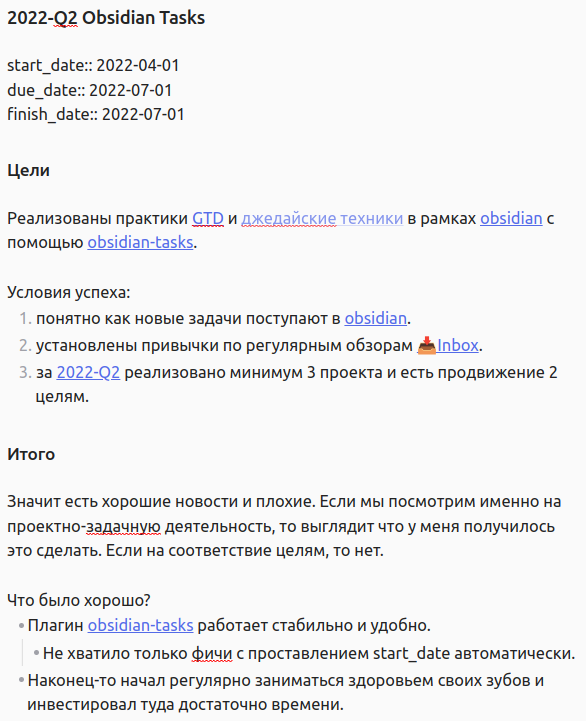 2022-Q2 Obsidian Tasks
start_date:: 2022-04-01
due_date:: 2022-07-01
finish_date:: 2022-07-01
Цели
Реализованы практики GTD и джедайские техники в рамках obsidian с
помощью obsidian-tasks.
Условия успеха:
1. понятно как новые задачи поступают в obsidian.
2. установлены привычки по регулярным обзорам 📥Inbox.
3. за 2022-Q2 реализовано минимум 3 проекта и есть продвижение 2
целям.
Итого
Значит есть хорошие новости и плохие. Если мы посмотрим именно на
проектно-задачную деятельность, то выглядит что у меня получилось
это сделать. Если на соответствие целям, то нет.
Что было хорошо?
• Плагин obsidian-tasks работает стабильно и удобно.
• Не хватило только фичи с проставлением start_date автоматически.
• Наконец-то начал регулярно заниматься здоровьем своих зубов и
инвестировал туда достаточно времени.